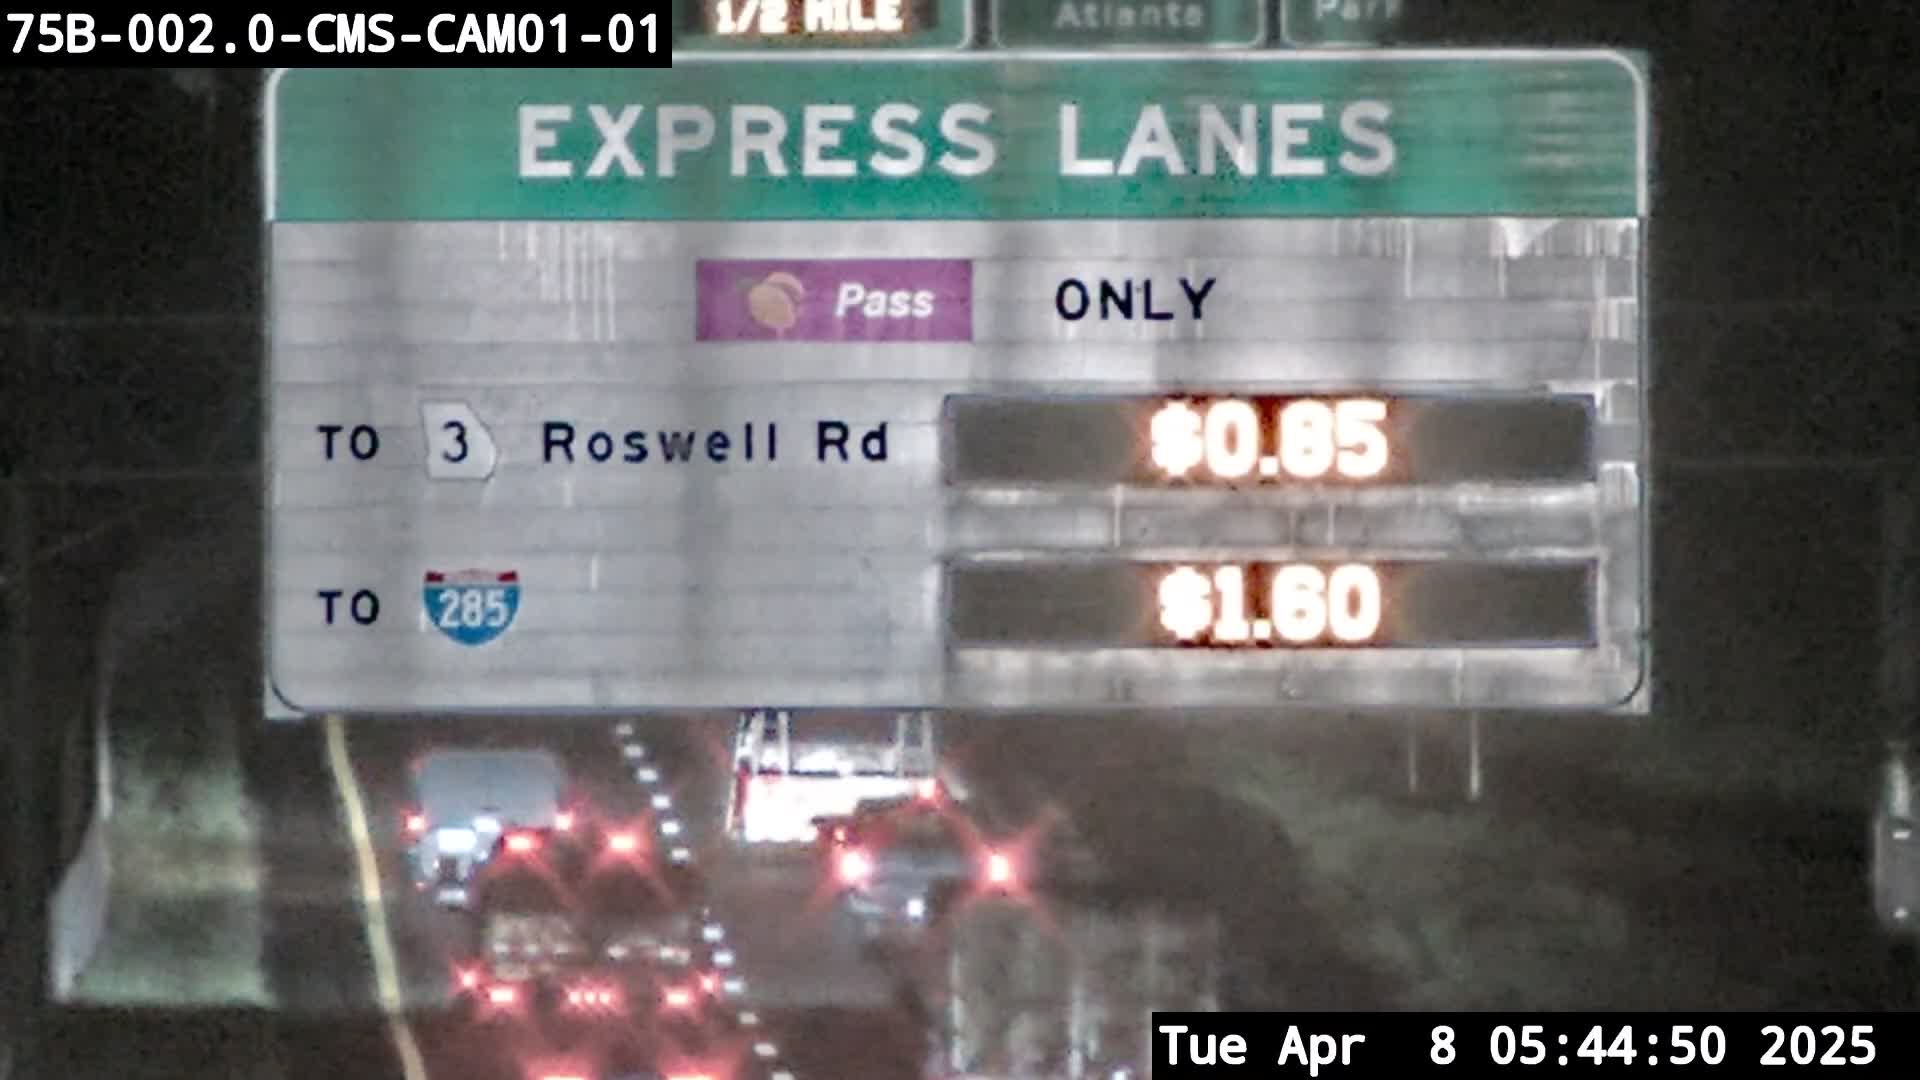 75B-002.0-CMS-CAM01-01
1/2 MILE
Atlanta
Park
EXPRESS LANES
Pass ONLY
TO 3 Roswell Rd $0.85
TO 285 $1.60
Tue Apr 8 05:44:50 2025